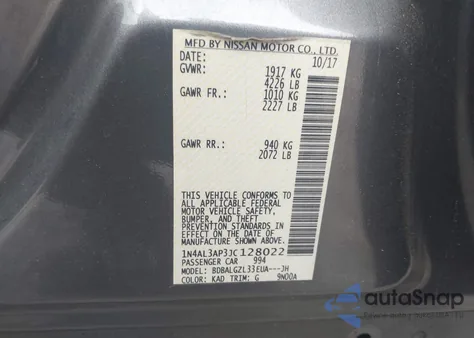 MFD BY NISSAN MOTOR CO., LTD.
DATE: 10/17
GVWR: 1917 KG
4226 LB
GAWR FR.: 1010 KG
2227 LB
GAWR RR.: 940 KG
2072 LB
THIS VEHICLE CONFORMS TO
ALL APPLICABLE FEDERAL
MOTOR VEHICLE SAFETY,
BUMPER, AND THEFT
PREVENTION STANDARDS IN
EFFECT ON THE DATE OF
MANUFACTURE SHOWN ABOVE.
1N4AL3AP3JC128022
PASSENGER CAR 994
MODEL: BDBALGZL33EUA---JH
COLOR: KAD TRIM: G 9N00A
autoSnap